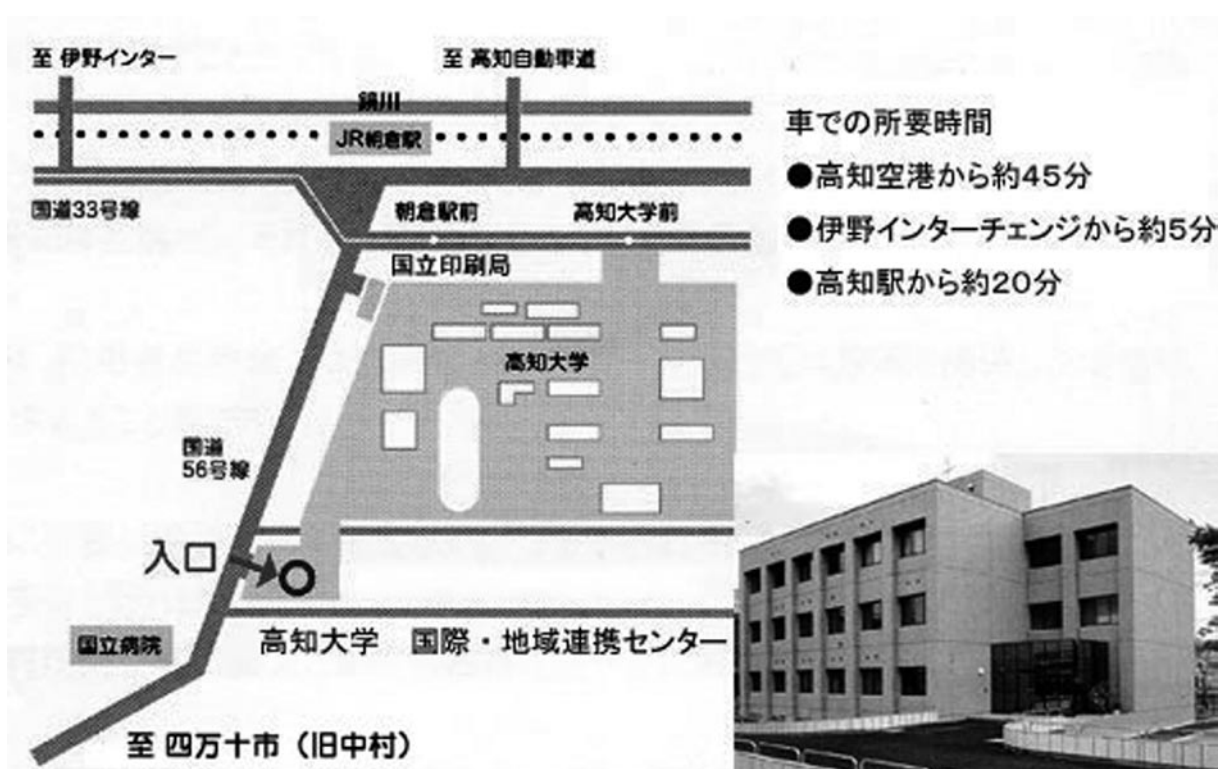 至 伊野インター
至 高知自動車道
鏡川
JR朝倉駅
国道33号線
朝倉駅前
高知大学前
国立印刷局
高知大学
国道
56号線
入口
高知大学 国際・地域連携センター
国立病院
至 四万十市（旧中村）
車での所要時間
●高知空港から約45分
●伊野インターチェンジから約5分
●高知駅から約20分